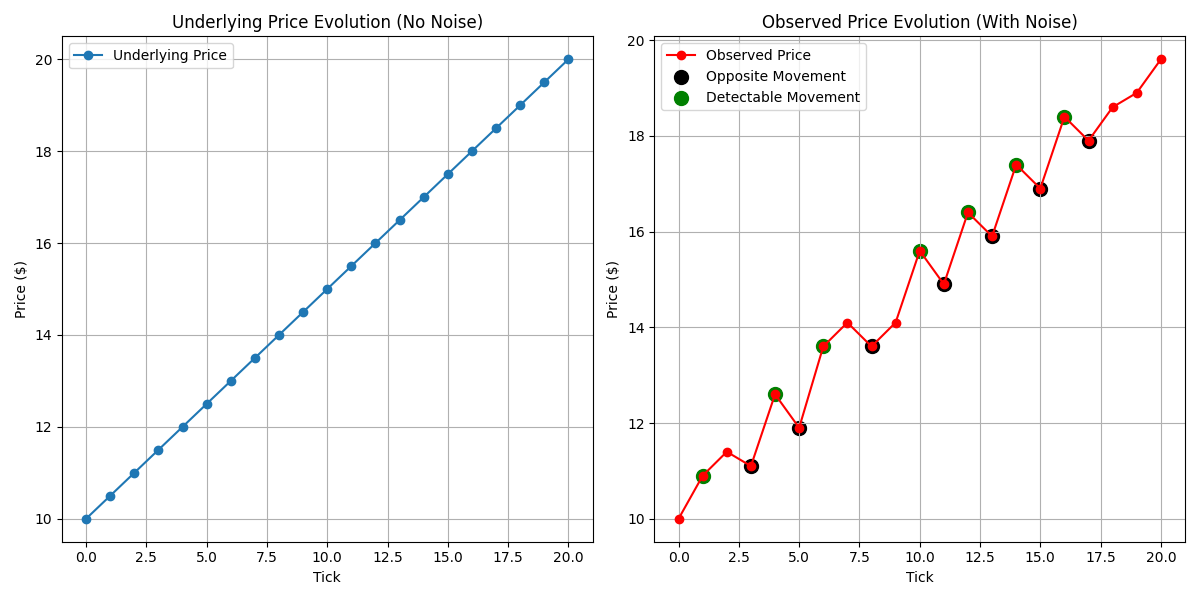 Underlying Price Evolution (No Noise)
Underlying Price
20
18
16
14
12
10
Price ($)
0.0 2.5 5.0 7.5 10.0 12.5 15.0 17.5 20.0
Tick
Observed Price Evolution (With Noise)
Observed Price
Opposite Movement
Detectable Movement
20
18
16
14
12
10
Price ($)
0.0 2.5 5.0 7.5 10.0 12.5 15.0 17.5 20.0
Tick